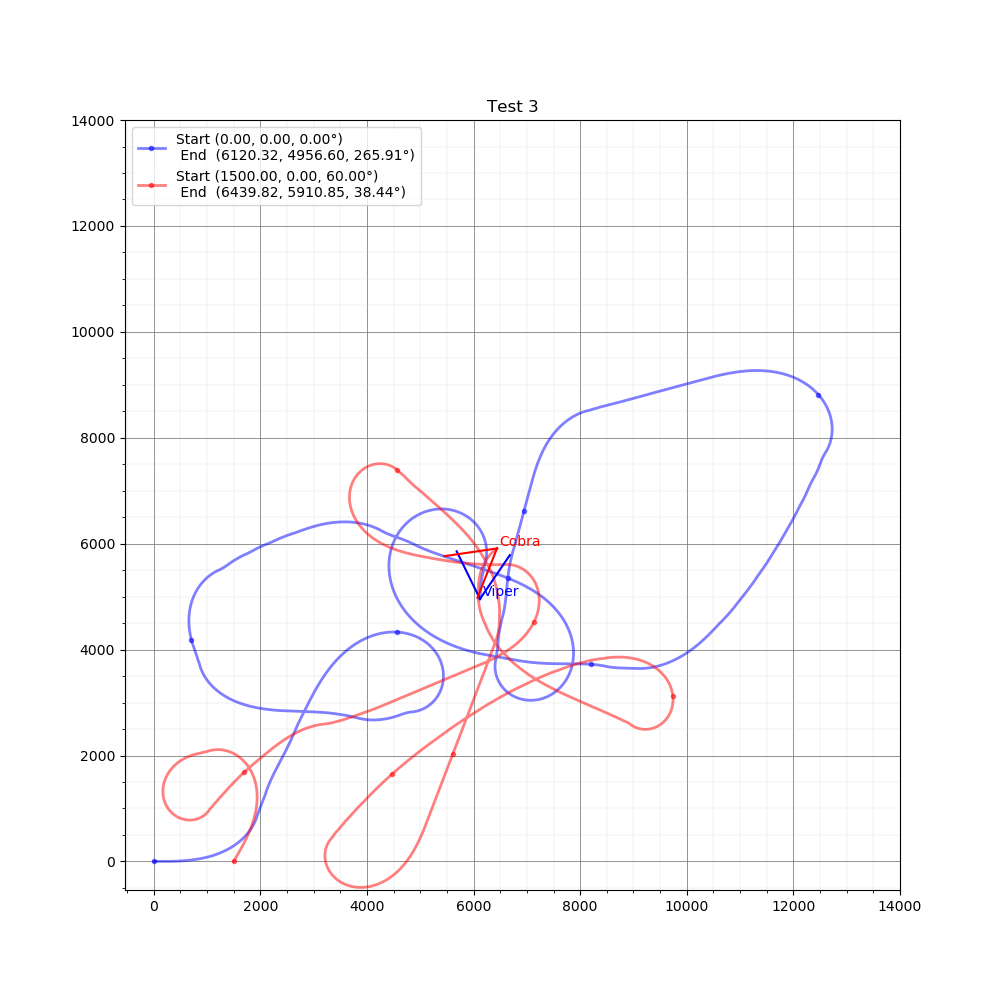 Test 3
Start (0.00, 0.00, 0.00°)
End (6120.32, 4956.60, 265.91°)
Start (1500.00, 0.00, 60.00°)
End (6439.82, 5910.85, 38.44°)
14000
12000
10000
8000
6000
4000
2000
0
Cobra
Viper
0 2000 4000 6000 8000 10000 12000 14000